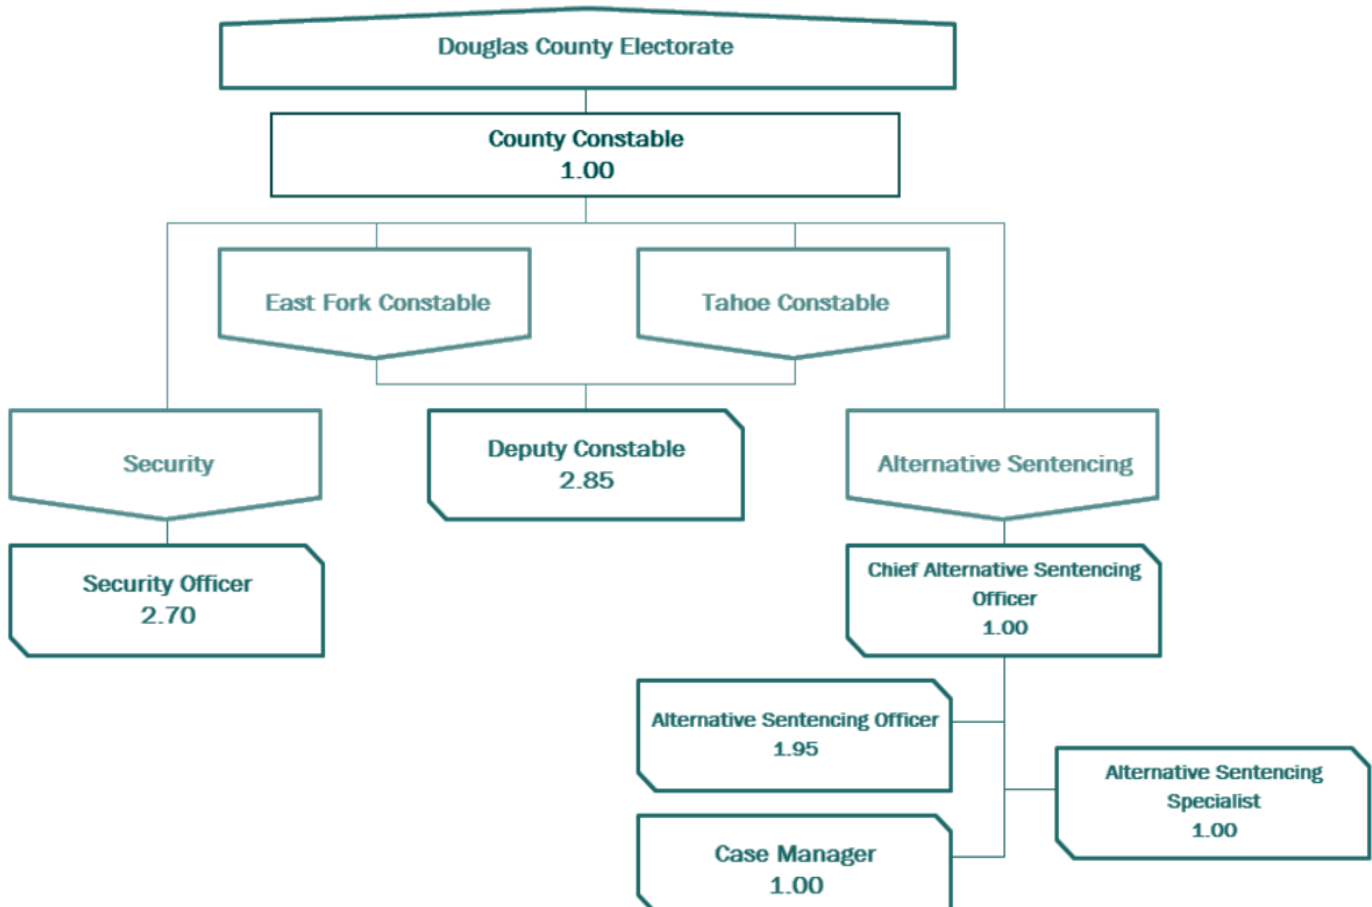 Douglas County Electorate
County Constable
1.00
East Fork Constable
Tahoe Constable
Security
Deputy Constable
2.85
Alternative Sentencing
Security Officer
2.70
Chief Alternative Sentencing
Officer
1.00
Alternative Sentencing Officer
1.95
Alternative Sentencing
Specialist
1.00
Case Manager
1.00